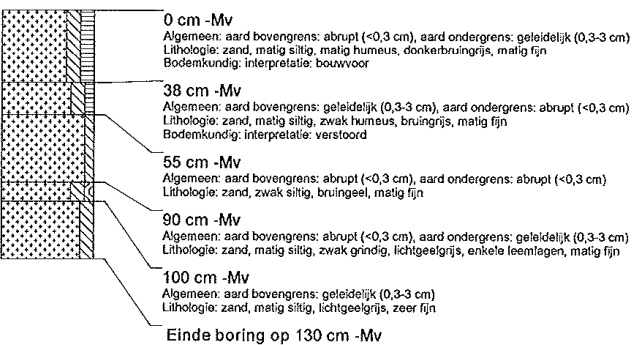 0 cm -Mv
Algemeen: aard bovengrens: abrupt (<0,3 cm), aard ondergrens: geleidelijk (0,3-3 cm)
Lithologie: zand, matig siltig, matig humeus, donkerbruingrijs, matig fijn
Bodemkundig: interpretatie: bouwvoor
38 cm -Mv
Algemeen: aard bovengrens: geleidelijk (0,3-3 cm), aard ondergrens: abrupt (<0,3 cm)
Lithologie: zand, matig siltig, zwak humeus, bruingrijs, matig fijn
Bodemkundig: interpretatie: verstoord
55 cm -Mv
Algemeen: aard bovengrens: abrupt (<0,3 cm), aard ondergrens: abrupt (<0,3 cm)
Lithologie: zand, zwak siltig, bruingeel, matig fijn
90 cm -Mv
Algemeen: aard bovengrens: abrupt (<0,3 cm), aard ondergrens: geleidelijk (0,3-3 cm)
Lithologie: zand, matig siltig, zwak grindig, lichtgeelgrijs, enkele leemlagen, matig fijn
100 cm -Mv
Algemeen: aard bovengrens: geleidelijk (0,3-3 cm)
Lithologie: zand, matig siltig, lichtgeelgrijs, zeer fijn
Einde boring op 130 cm -Mv